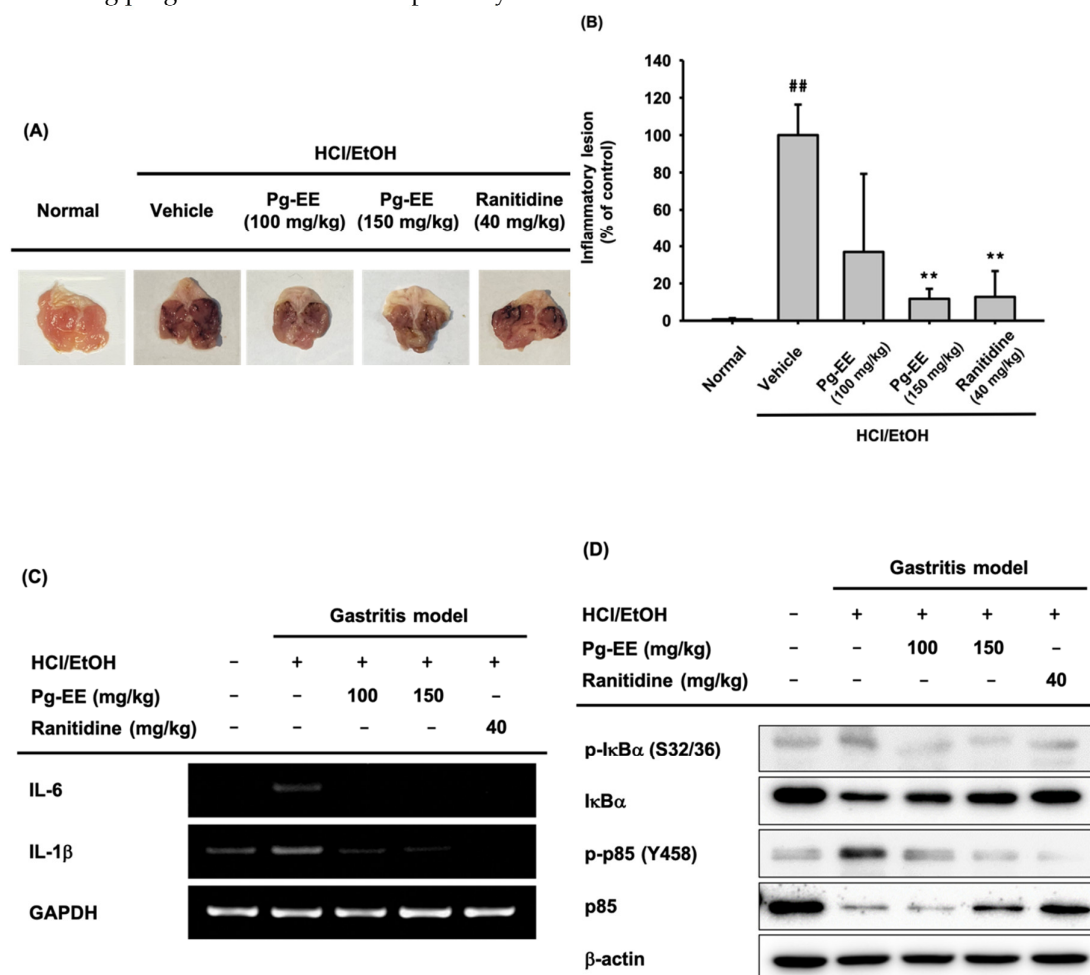 (B)
(A)
HCl/EtOH
Normal
Vehicle
Pg-EE
(100 mg/kg)
Pg-EE
(150 mg/kg)
Ranitidine
(40 mg/kg)
Inflammatory lesion
(% of control)
140
120
100
80
60
40
20
0
##
**
**
Normal
Vehicle
Pg-EE
(100 mg/kg)
Pg-EE
(150 mg/kg)
Ranitidine
(40 mg/kg)
HCl/EtOH
(C)
Gastritis model
HCl/EtOH – + + + +
Pg-EE (mg/kg) – – 100 150 –
Ranitidine (mg/kg) – – – – 40
IL-6
IL-1β
GAPDH
(D)
Gastritis model
HCl/EtOH – + + + +
Pg-EE (mg/kg) – – 100 150 –
Ranitidine (mg/kg) – – – – 40
p-IκBα (S32/36)
IκBα
p-p85 (Y458)
p85
β-actin